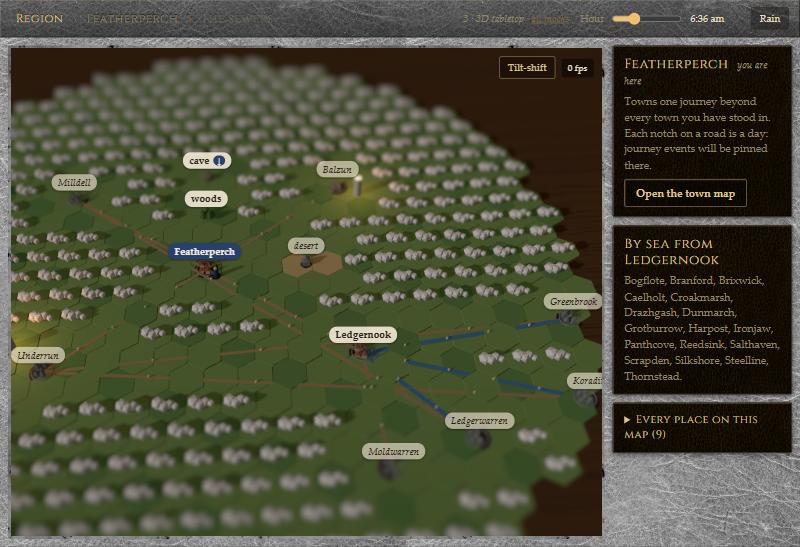 Region
Featherperch
3 · 3D tabletop · all mocks
Hour
6:36 am
Rain
Tilt-shift
0 fps
cave 1
Balzun
Milldell
woods
Featherperch
desert
Greenbrook
Ledgernook
Underrun
Ledgerwarren
Moldwarren
Featherperch you are
here
Towns one journey beyond
every town you have stood in.
Each notch on a road is a day:
journey events will be pinned
there.
Open the town map
By sea from
Ledgernook
Bogflote, Branford, Brixwick,
Caelholt, Croakmarsh,
Drazhgash, Dunmarch,
Grotburrow, Harpost, Ironjaw,
Panthcove, Reedsink, Salthaven,
Scrapden, Silkshore, Steelline,
Thornstead.
▶ Every place on this
map (9)